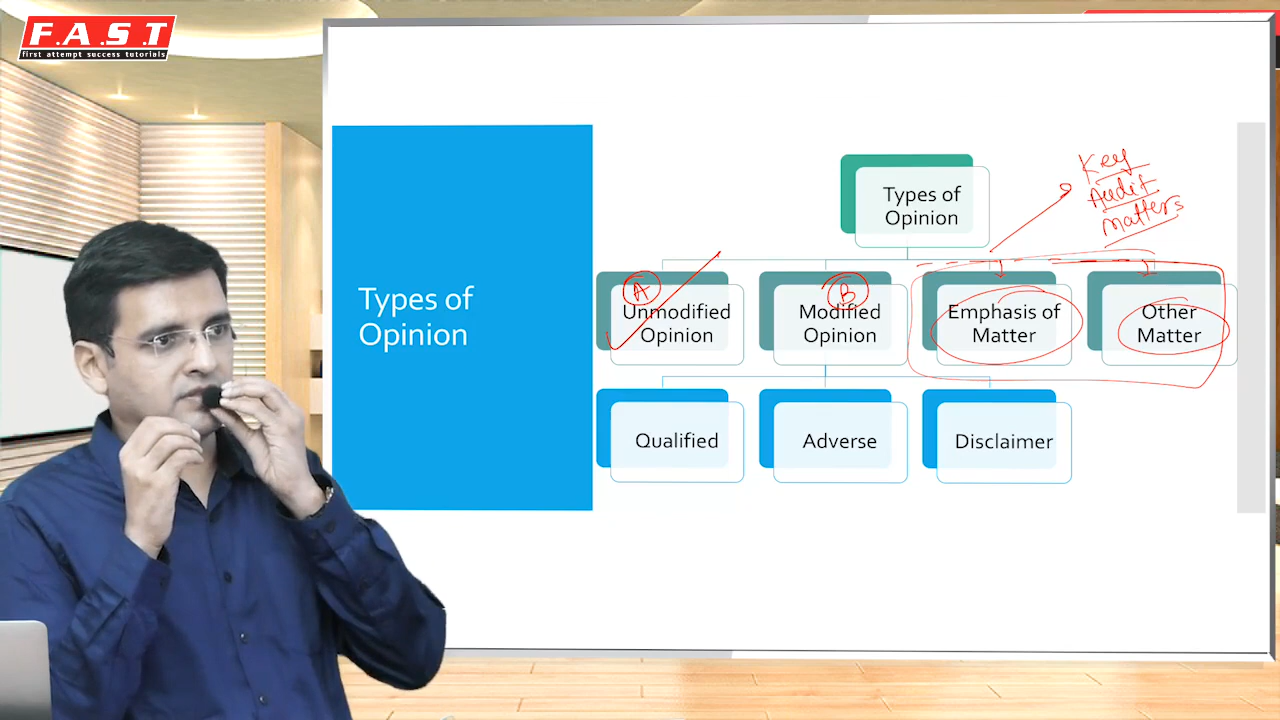 F.A.S.T
first attempt success tutorials
Types of
Opinion
Types of
Opinion
Key
Audit
Matters
A
Unmodified
Opinion
B
Modified
Opinion
Emphasis of
Matter
Other
Matter
Qualified
Adverse
Disclaimer